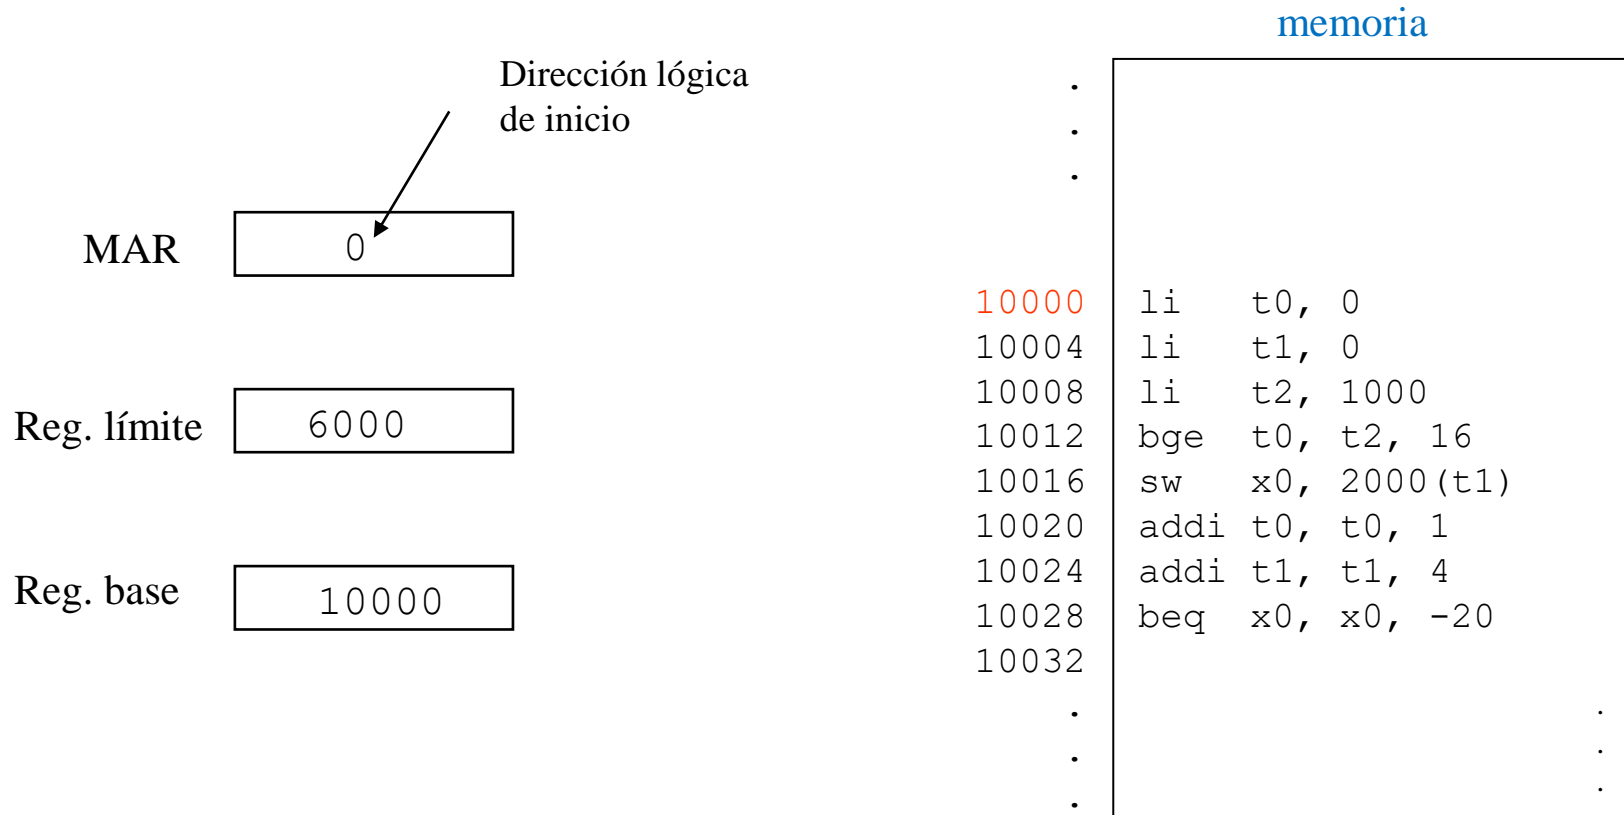 memoria
Dirección lógica
de inicio
.
.
.
MAR 0
10000 li t0, 0
10004 li t1, 0
10008 li t2, 1000
Reg. límite 6000
10012 bge t0, t2, 16
10016 sw x0, 2000(t1)
10020 addi t0, t0, 1
10024 addi t1, t1, 4
Reg. base 10000
10028 beq x0, x0, -20
10032
. .
. .
. .